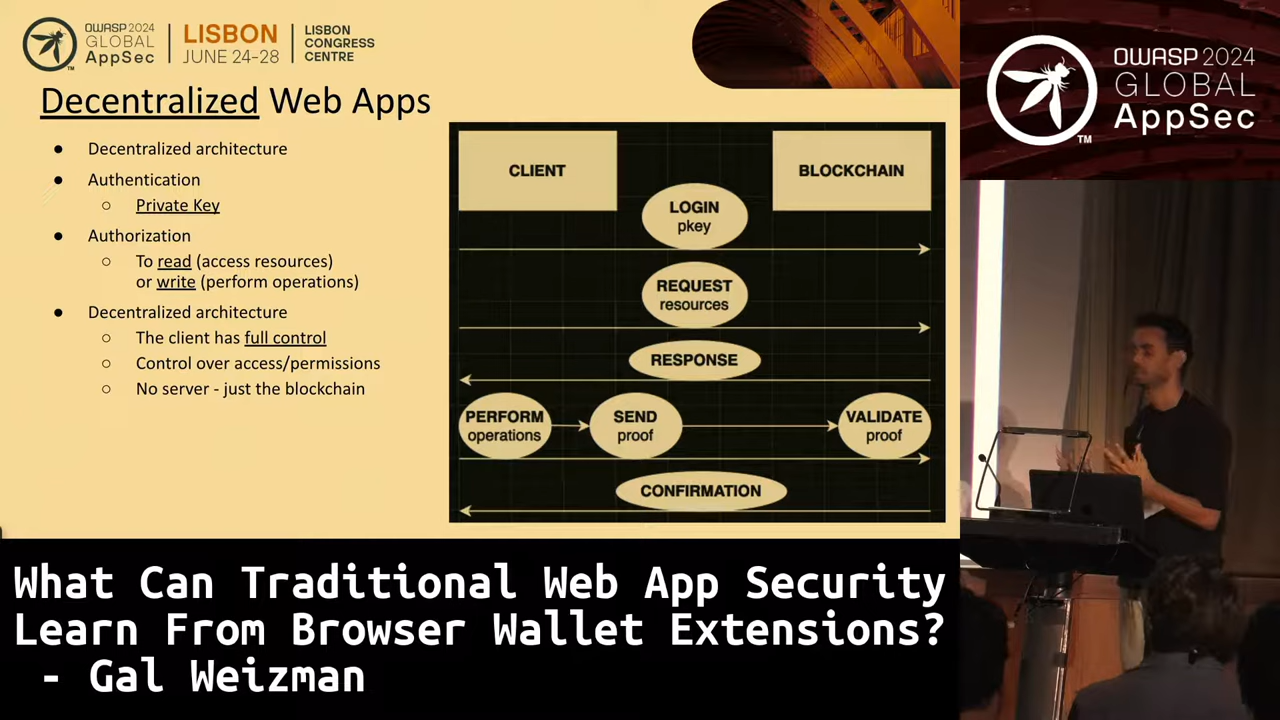 OWASP 2024
GLOBAL
AppSec
TM
LISBON
JUNE 24-28
LISBON
CONGRESS
CENTRE
Decentralized Web Apps
● Decentralized architecture
● Authentication
○ Private Key
● Authorization
○ To read (access resources)
or write (perform operations)
● Decentralized architecture
○ The client has full control
○ Control over access/permissions
○ No server - just the blockchain
CLIENT
BLOCKCHAIN
LOGIN
pkey
REQUEST
resources
RESPONSE
PERFORM
operations
SEND
proof
VALIDATE
proof
CONFIRMATION
OWASP 2024
GLOBAL
AppSec
TM
What Can Traditional Web App Security
Learn From Browser Wallet Extensions?
- Gal Weizman